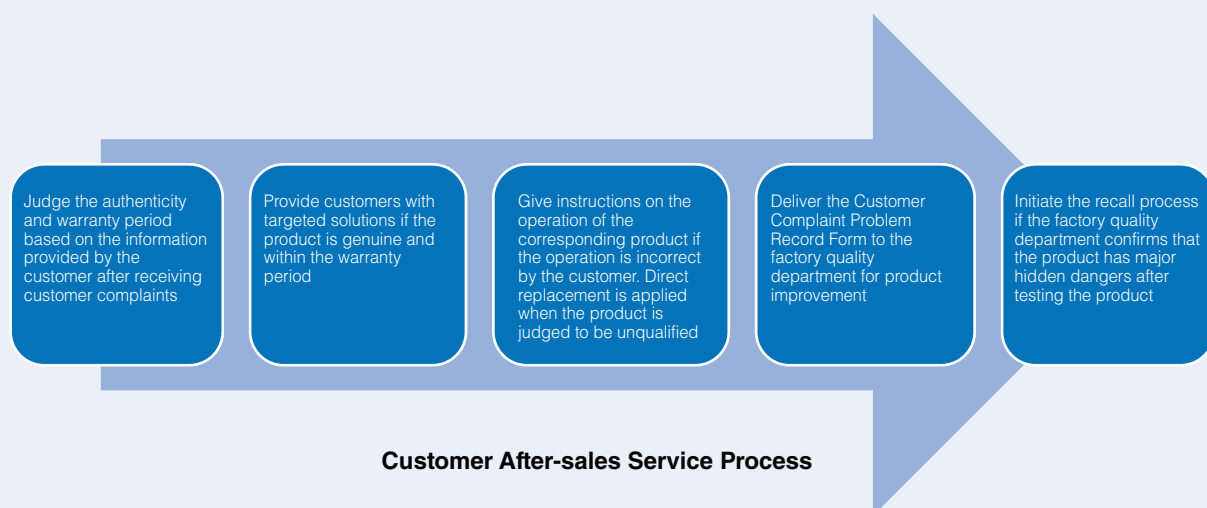 Judge the authenticity
and warranty period
based on the information
provided by the
customer after receiving
customer complaints
Provide customers with
targeted solutions if the
product is genuine and
within the warranty
period
Give instructions on the
operation of the
corresponding product if
the operation is incorrect
by the customer. Direct
replacement is applied
when the product is
judged to be unqualified
Deliver the Customer
Complaint Problem
Record Form to the
factory quality
department for product
improvement
Initiate the recall process
if the factory quality
department confirms that
the product has major
hidden dangers after
testing the product
Customer After-sales Service Process